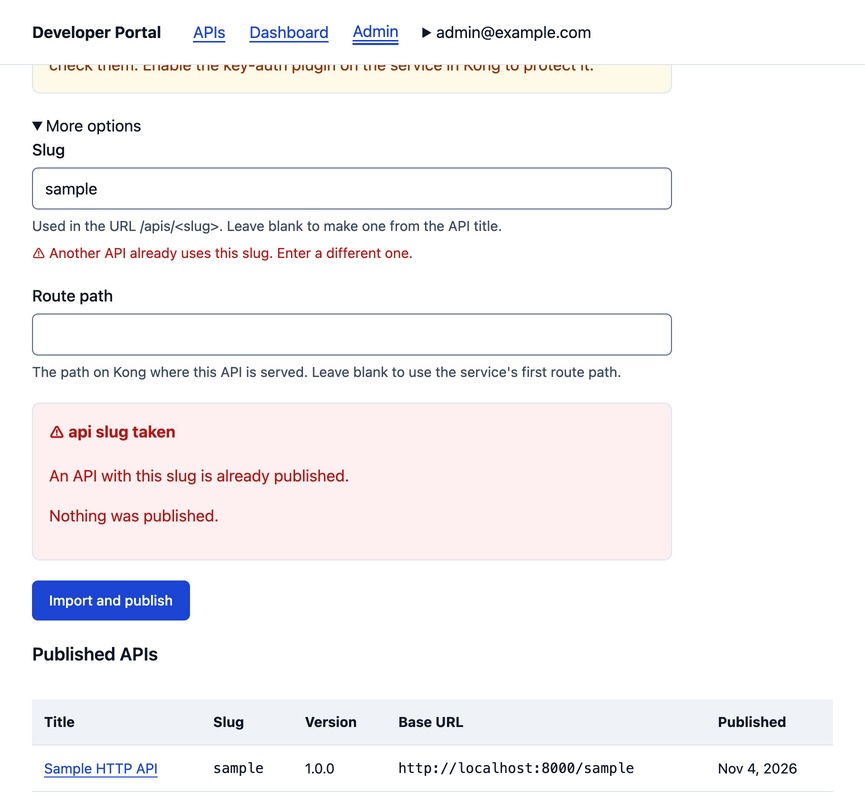 Developer Portal APIs Dashboard Admin ▶ admin@example.com
check them. Enable the key-auth plugin on the service in Kong to protect it.
▼ More options
Slug
sample
Used in the URL /apis/<slug>. Leave blank to make one from the API title.
⚠ Another API already uses this slug. Enter a different one.
Route path
The path on Kong where this API is served. Leave blank to use the service's first route path.
⚠ api slug taken
An API with this slug is already published.
Nothing was published.
Import and publish
Published APIs
Title Slug Version Base URL Published
Sample HTTP API sample 1.0.0 http://localhost:8000/sample Nov 4, 2026